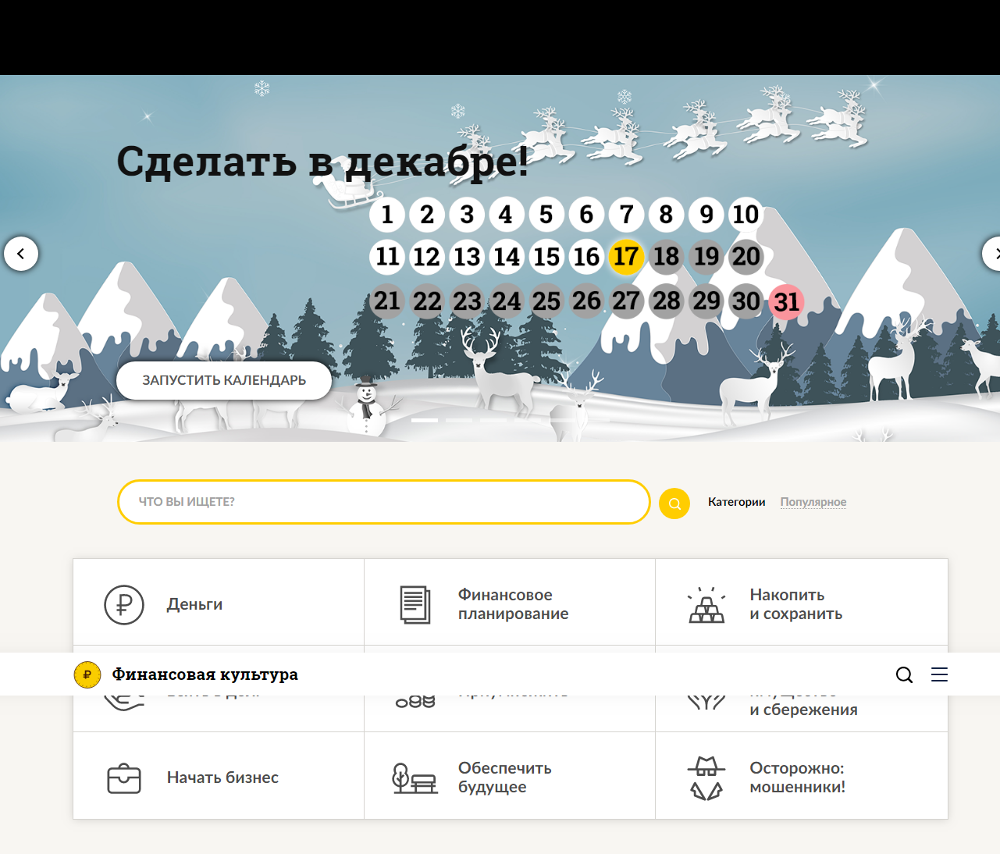 Сделать в декабре!
1 2 3 4 5 6 7 8 9 10
11 12 13 14 15 16 17 18 19 20
21 22 23 24 25 26 27 28 29 30 31
ЗАПУСТИТЬ КАЛЕНДАРЬ
ЧТО ВЫ ИЩЕТЕ?
Категории Популярное
Деньги
Финансовое
планирование
Накопить
и сохранить
Финансовая культура
и сбережения
Начать бизнес
Обеспечить
будущее
Осторожно:
мошенники!